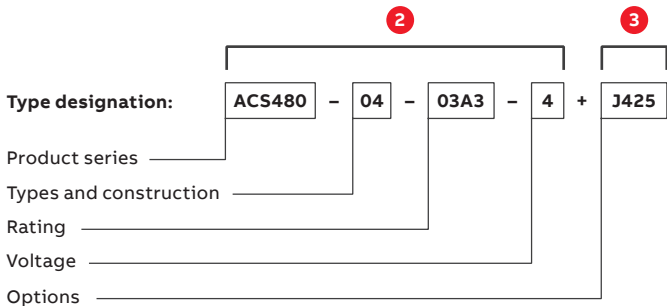 2 3
Type designation: ACS480 – 04 – 03A3 – 4 + J425
Product series
Types and construction
Rating
Voltage
Options